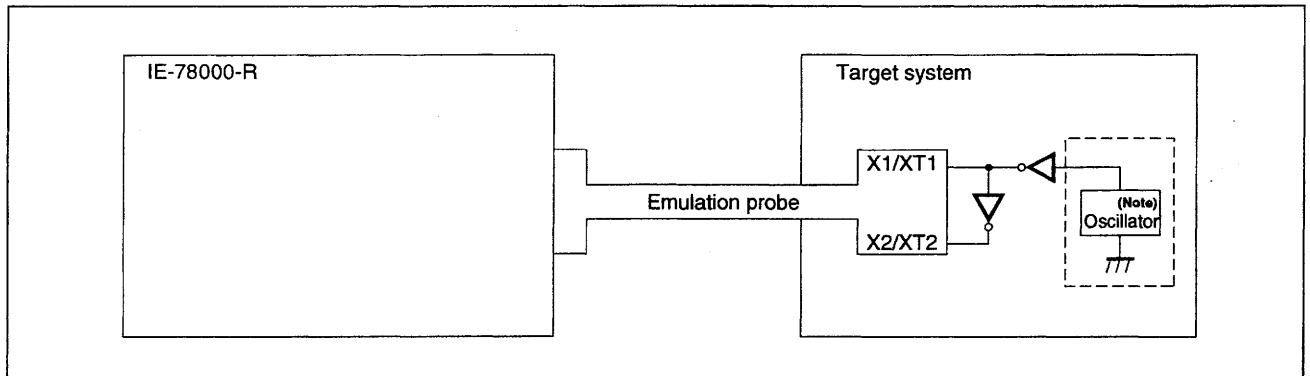 IE-78000-R
Target system
X1/XT1
(Note)
Oscillator
Emulation probe
X2/XT2